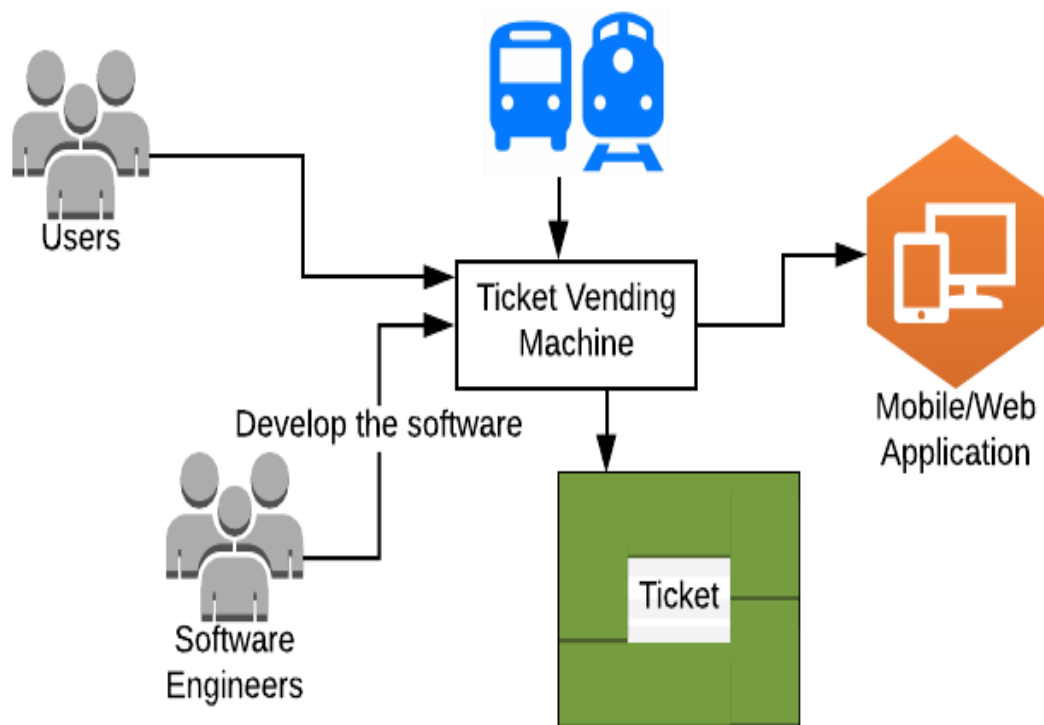 Users
Ticket Vending
Machine
Develop the software
Mobile/Web
Application
Ticket
Software
Engineers